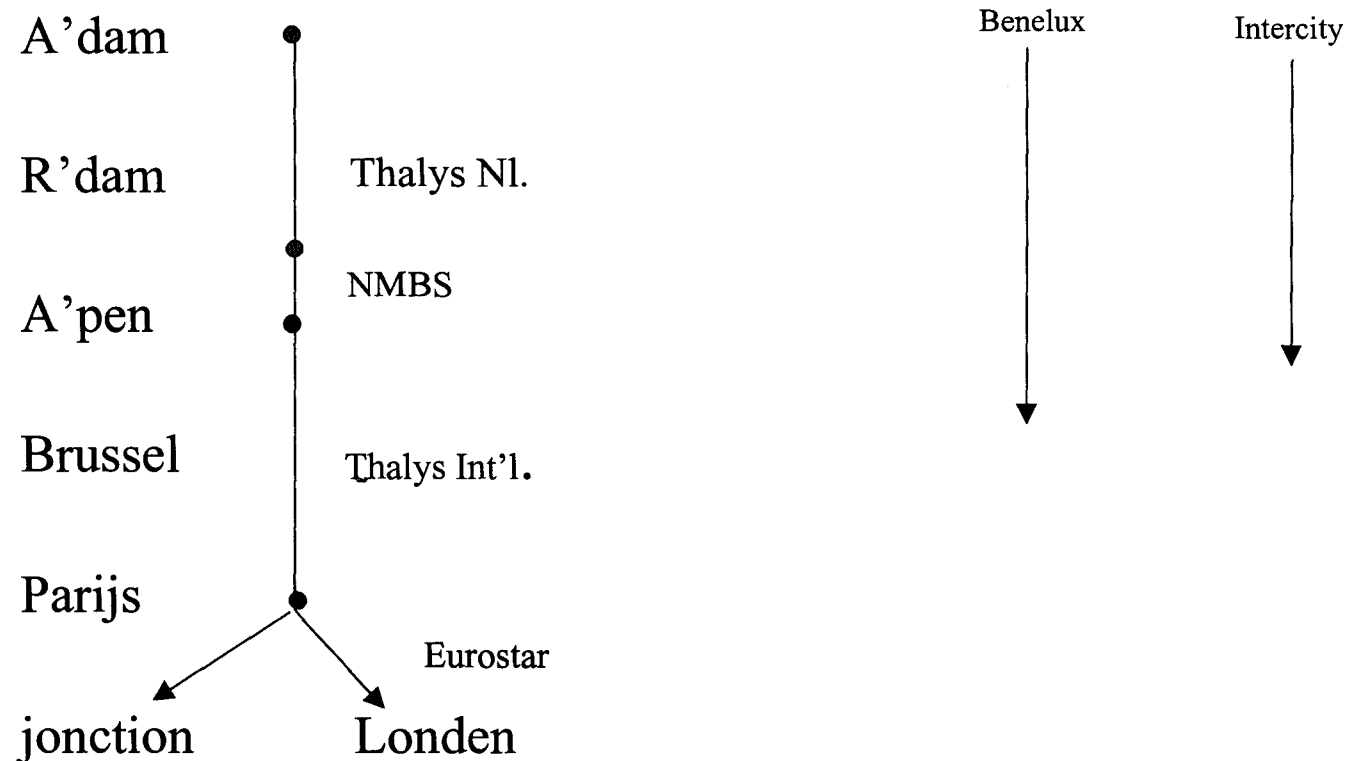 A'dam
Benelux
Intercity
R'dam
Thalys Nl.
NMBS
A'pen
Brussel
Thalys Int'l.
Parijs
Eurostar
jonction
Londen